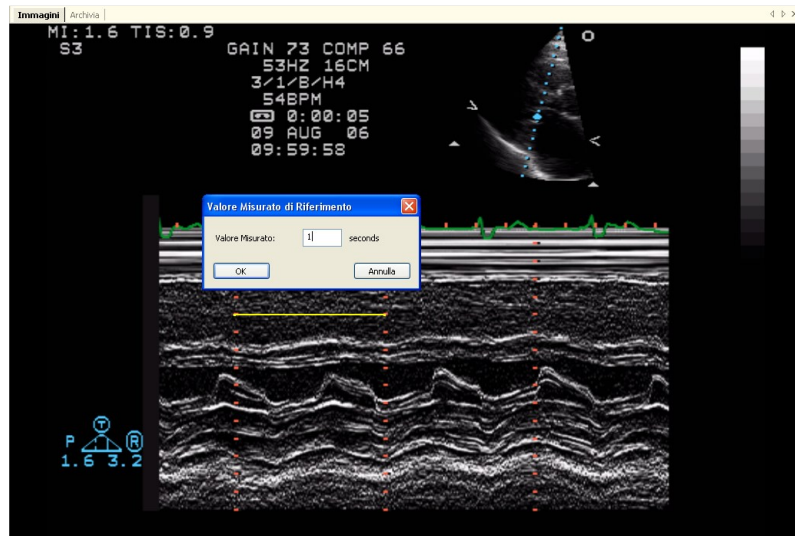 Immagini Archivia
MI:1.6 TIS:0.9
S3
GAIN 73 COMP 66
53HZ 16CM
3/1/B/H4
54BPM
0:00:05
09 AUG 06
09:59:58
Valore Misurato di Riferimento
Valore Misurato: 1 seconds
OK Annulla
T
P R
1.6 3.2